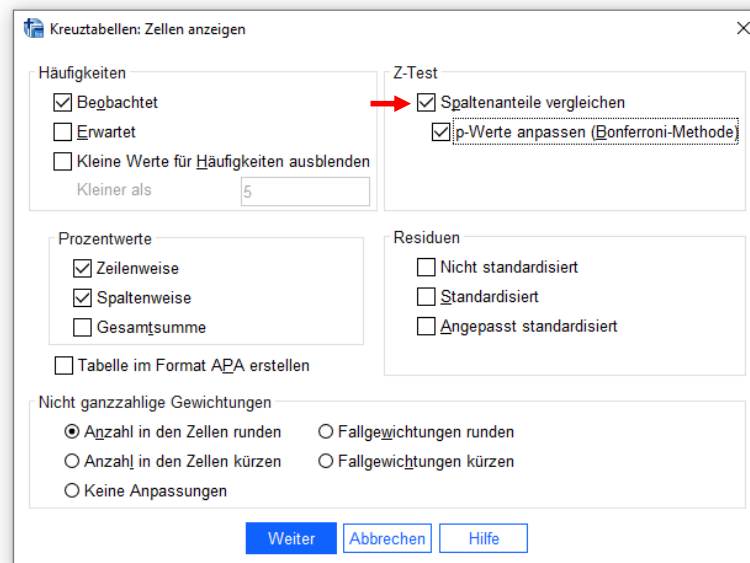 Kreuztabellen: Zellen anzeigen
Häufigkeiten
Beobachtet
Erwartet
Kleine Werte für Häufigkeiten ausblenden
Kleiner als
5
Z-Test
Spaltenanteile vergleichen
p-Werte anpassen (Bonferroni-Methode)
Prozentwerte
Zeilenweise
Spaltenweise
Gesamtsumme
Residuen
Nicht standardisiert
Standardisiert
Angepasst standardisiert
Tabelle im Format APA erstellen
Nicht ganzzahlige Gewichtungen
Anzahl in den Zellen runden
Fallgewichtungen runden
Anzahl in den Zellen kürzen
Fallgewichtungen kürzen
Keine Anpassungen
Weiter
Abbrechen
Hilfe